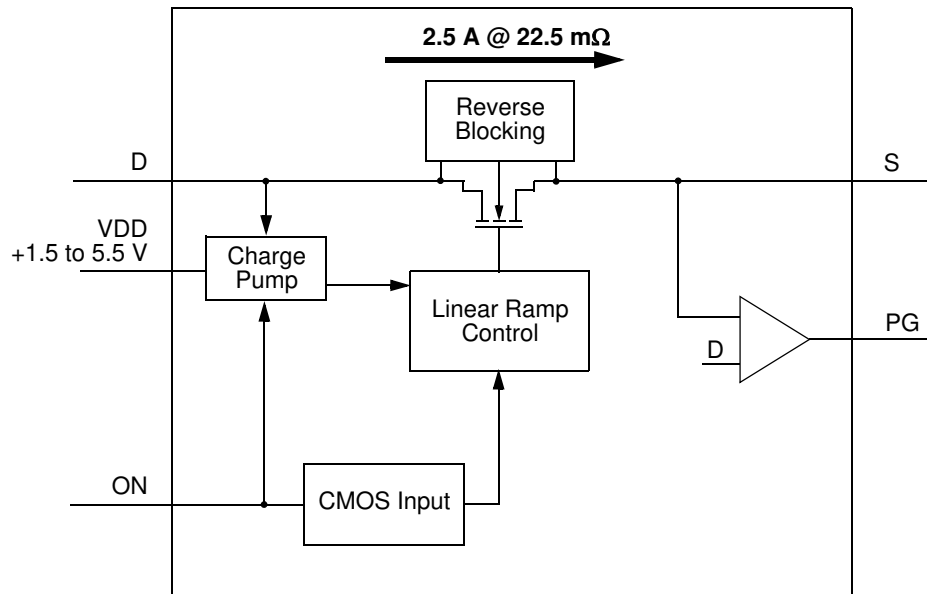 2.5 A @ 22.5 mΩ
Reverse
Blocking
D
S
VDD
+1.5 to 5.5 V
Charge
Pump
Linear Ramp
Control
PG
D
ON
CMOS Input